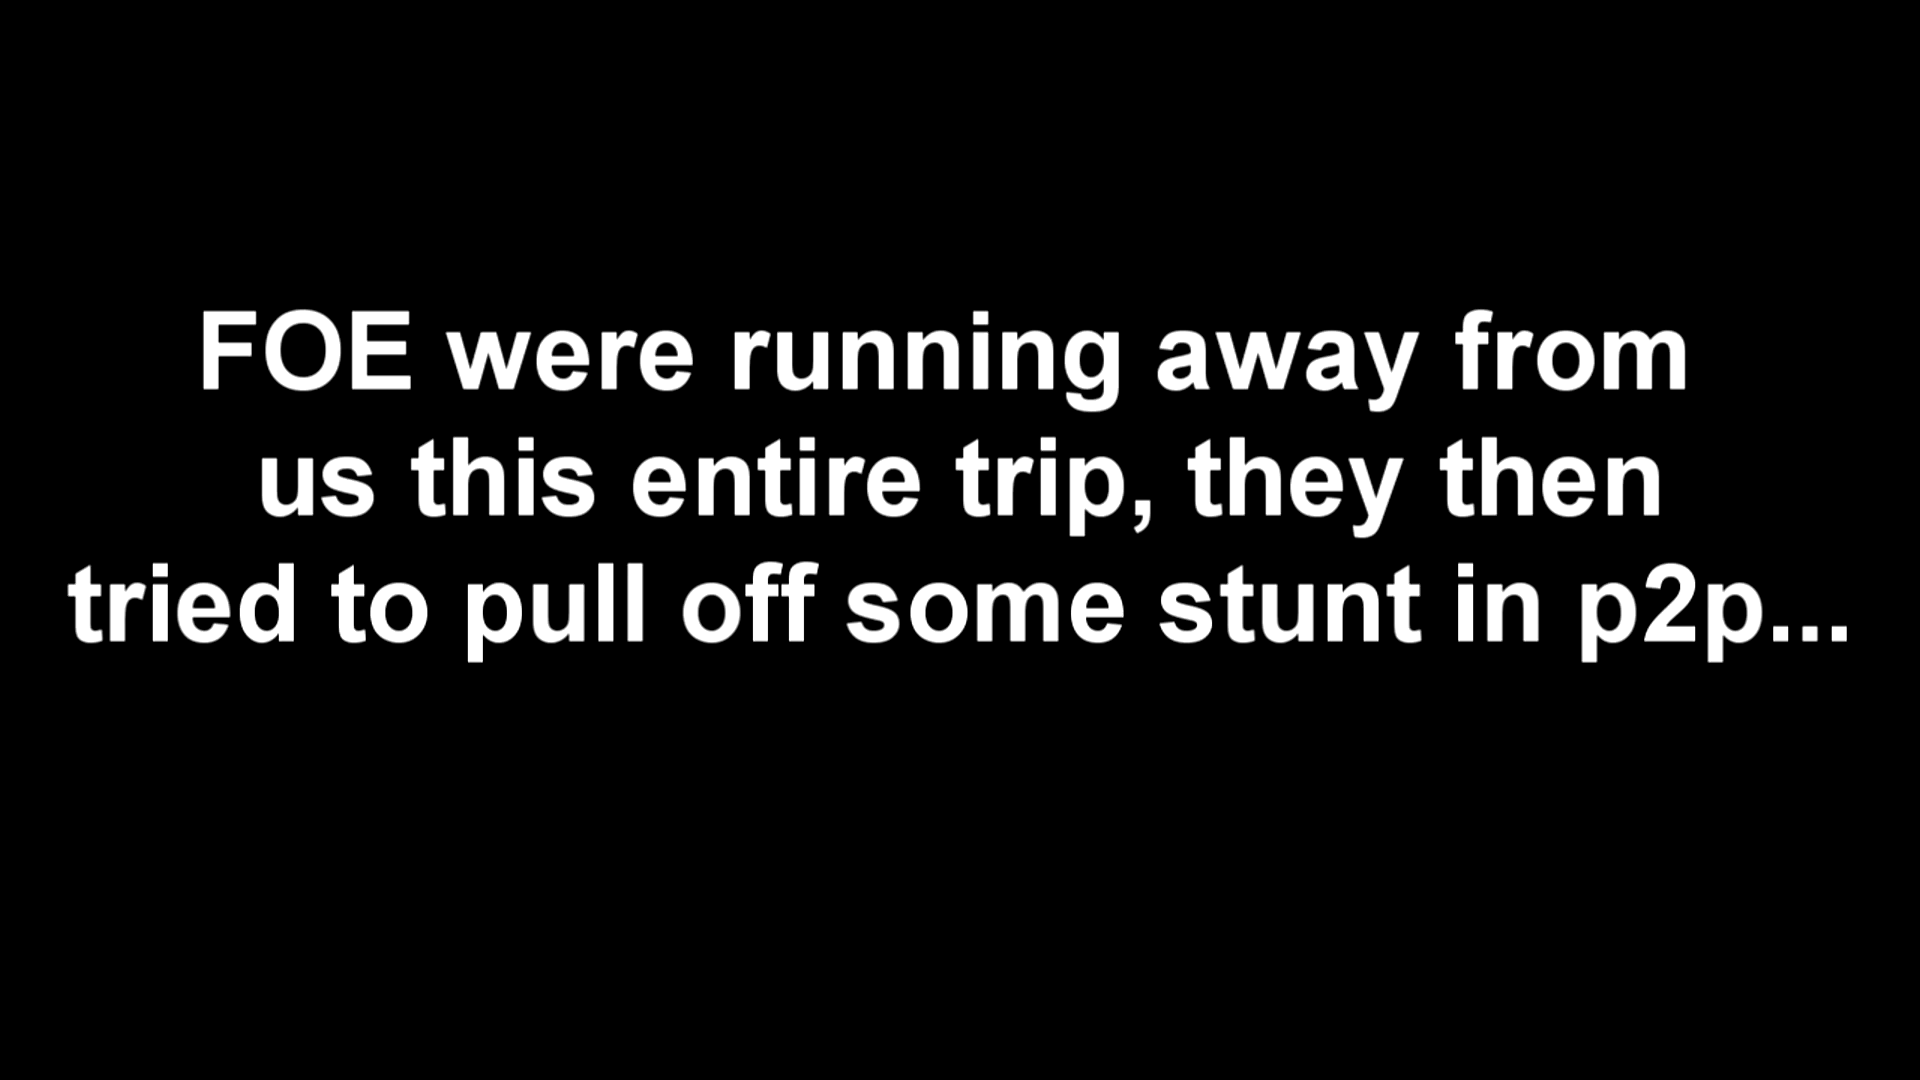 FOE were running away from
us this entire trip, they then
tried to pull off some stunt in p2p...